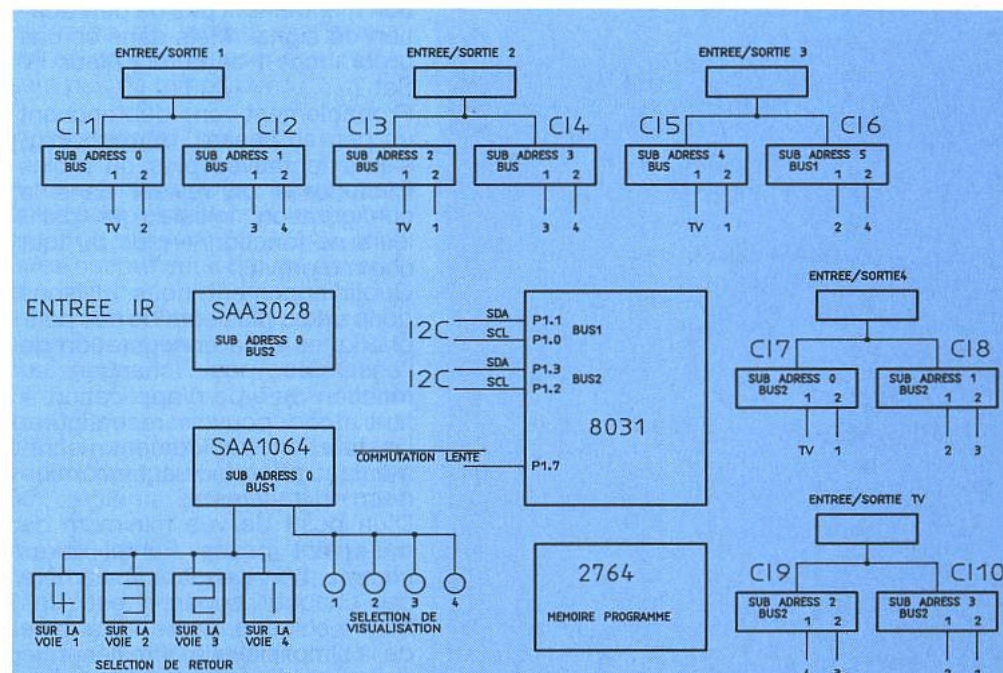 ENTREE/SORTIE 1
ENTREE/SORTIE 2
ENTREE/SORTIE 3
CI1
CI2
CI3
CI4
CI5
CI6
SUB ADRESS 0
BUS 1 2
SUB ADRESS 1
BUS 1 2
SUB ADRESS 2
BUS 1 2
SUB ADRESS 3
BUS 1 2
SUB ADRESS 4
BUS 1 2
SUB ADRESS 5
BUS1 1 2
TV 2
3 4
TV 1
3 4
TV 1
2 4
ENTREE IR
SAA3028
SUB ADRESS 0
BUS2
I2C
SDA
SCL
P1.1
P1.0
BUS1
I2C
SDA
SCL
P1.3
P1.2
BUS2
8031
COMMUTATION LENTE
P1.7
ENTREE/SORTIE4
CI7
CI8
SUB ADRESS 0
BUS2 1 2
SUB ADRESS 1
BUS2 1 2
TV 1
2 3
SAA1064
SUB ADRESS 0
BUS1
4
3
2
1
SUR LA
VOIE 1
SUR LA
VOIE 2
SUR LA
VOIE 3
SUR LA
VOIE 4
SELECTION DE RETOUR
1 2 3 4
SELECTION DE
VISUALISATION
2764
MEMOIRE PROGRAMME
ENTREE/SORTIE TV
CI9
CI10
SUB ADRESS 2
BUS2 1 2
SUB ADRESS 3
BUS2 1 2
4 3
2 1